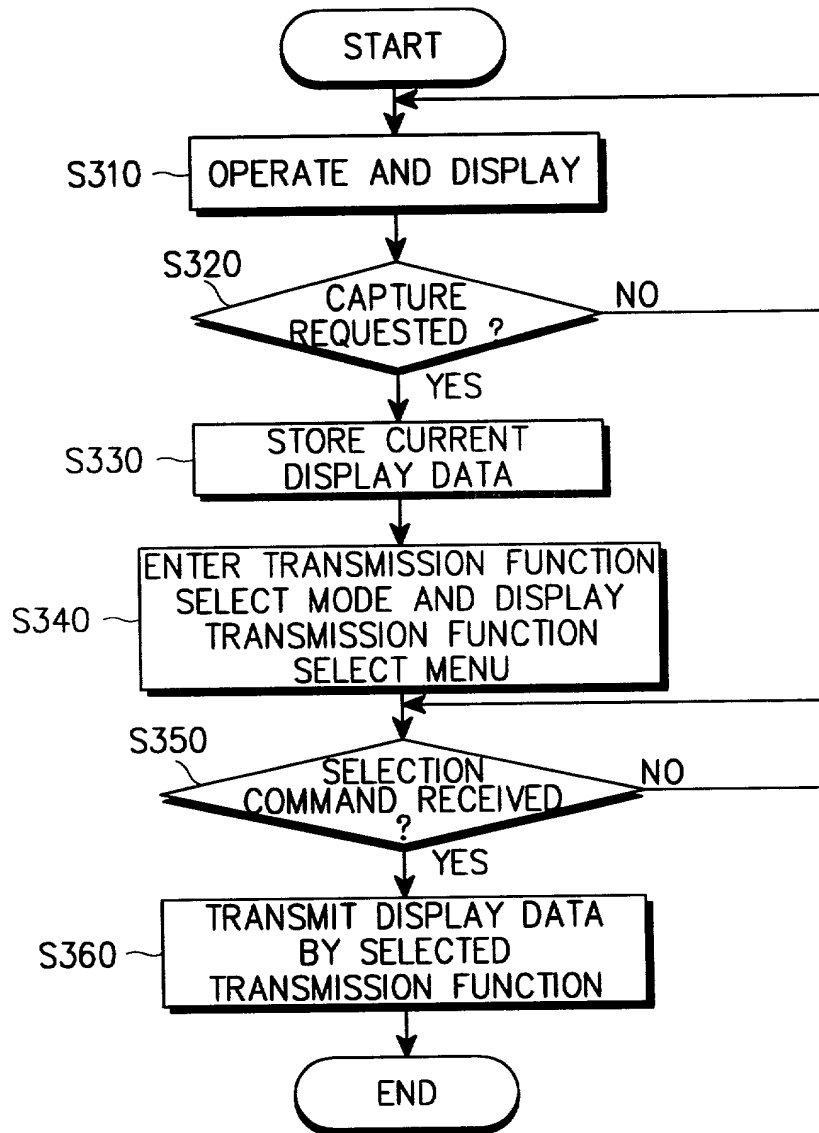 START
S310
OPERATE AND DISPLAY
S320
CAPTURE
REQUESTED ?
NO
YES
S330
STORE CURRENT
DISPLAY DATA
S340
ENTER TRANSMISSION FUNCTION
SELECT MODE AND DISPLAY
TRANSMISSION FUNCTION
SELECT MENU
S350
SELECTION
COMMAND RECEIVED
?
NO
YES
S360
TRANSMIT DISPLAY DATA
BY SELECTED
TRANSMISSION FUNCTION
END